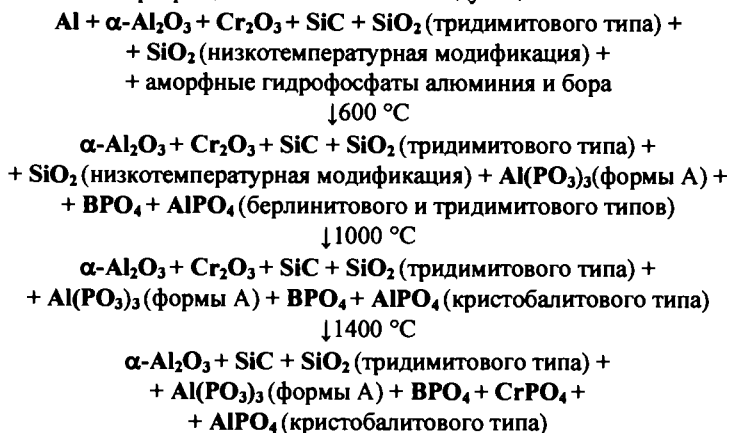 Al + α-Al₂O₃ + Cr₂O₃ + SiC + SiO₂ (тридимитового типа) +
+ SiO₂ (низкотемпературная модификация) +
+ аморфные гидрофосфаты алюминия и бора
↓600 °C
α-Al₂O₃ + Cr₂O₃ + SiC + SiO₂ (тридимитового типа) +
+ SiO₂ (низкотемпературная модификация) + Al(PO₃)₃(формы А) +
+ BPO₄ + AlPO₄ (берлинитового и тридимитового типов)
↓1000 °C
α-Al₂O₃ + Cr₂O₃ + SiC + SiO₂ (тридимитового типа) +
+ Al(PO₃)₃ (формы А) + BPO₄ + AlPO₄ (кристобалитового типа)
↓1400 °C
α-Al₂O₃ + SiC + SiO₂ (тридимитового типа) +
+ Al(PO₃)₃ (формы А) + BPO₄ + CrPO₄ +
+ AlPO₄ (кристобалитового типа)